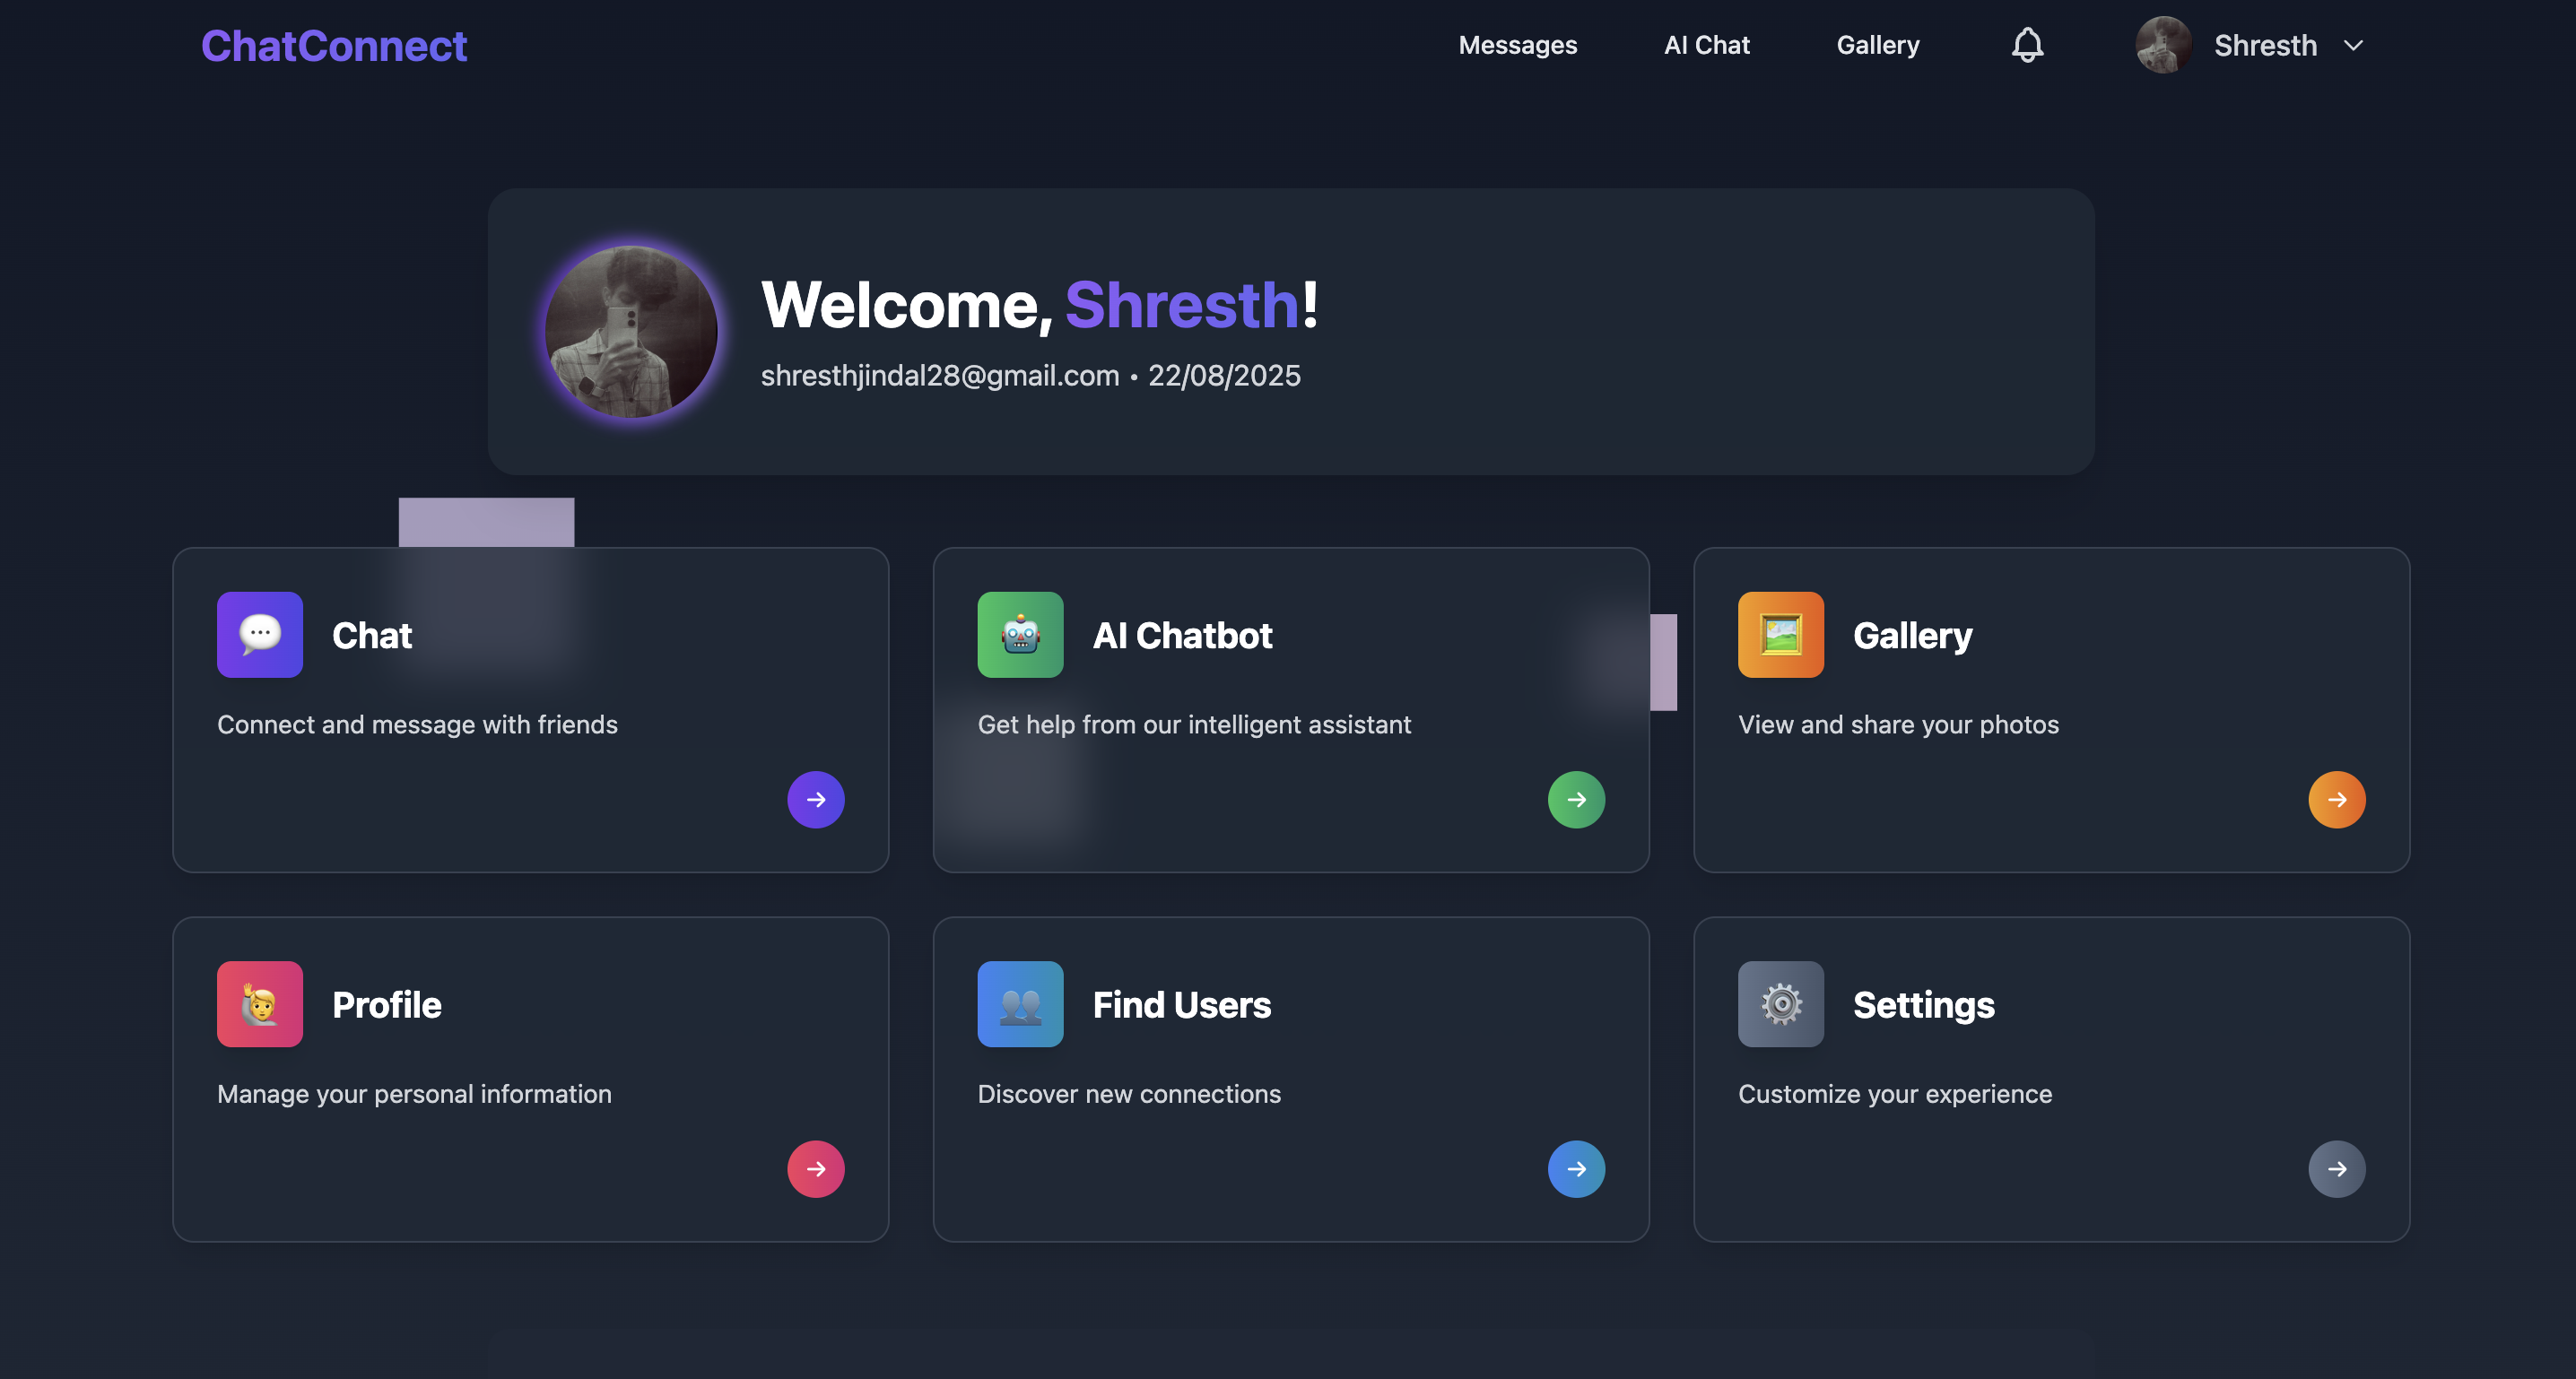 ChatConnect
Messages
AI Chat
Gallery
Shresth
Welcome, Shresth!
shresthjindal28@gmail.com • 22/08/2025
Chat
Connect and message with friends
AI Chatbot
Get help from our intelligent assistant
Gallery
View and share your photos
Profile
Manage your personal information
Find Users
Discover new connections
Settings
Customize your experience